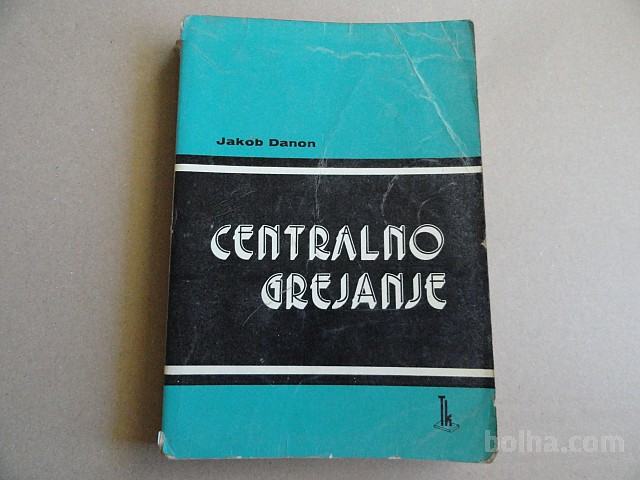 Jakob Danon
CENTRALNO
GREJANJE
Tk
bolha.com